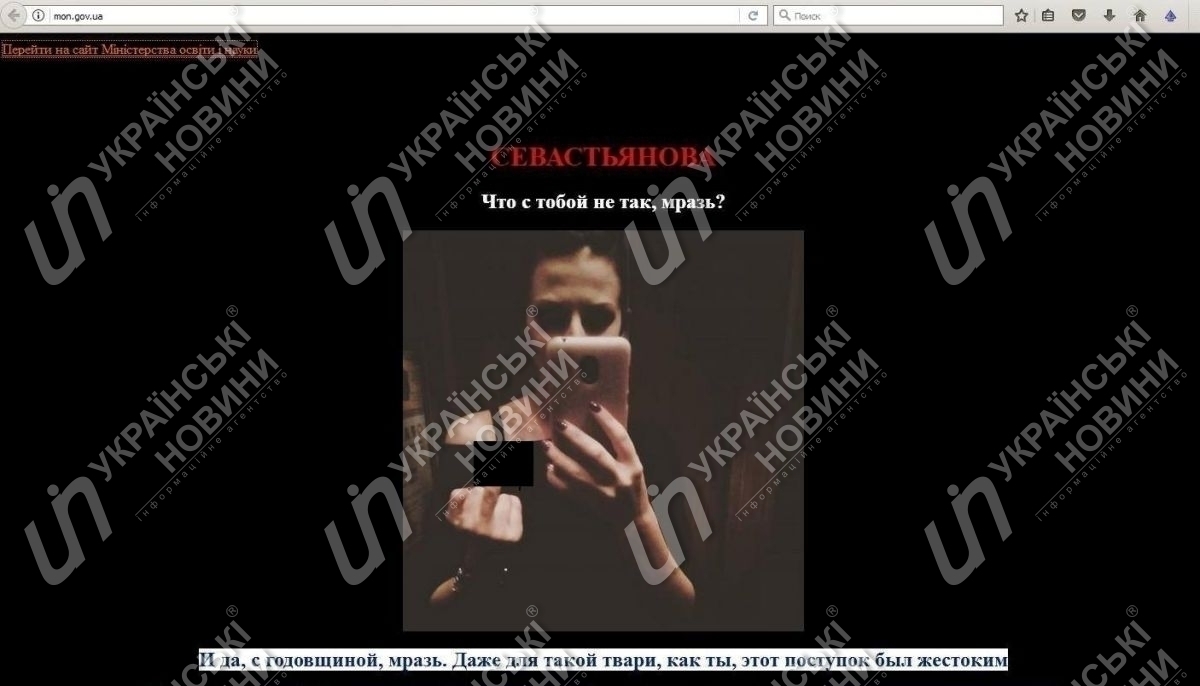 mon.gov.ua
Поиск
Перейти на сайт Міністерства освіти і науки
СЕВАСТЬЯНОВА
Что с тобой не так, мразь?
И да, с годовщиной, мразь. Даже для такой твари, как ты, этот поступок был жестоким
un УКРАЇНСЬКІ НОВИНИ
інформаційне агентство
®